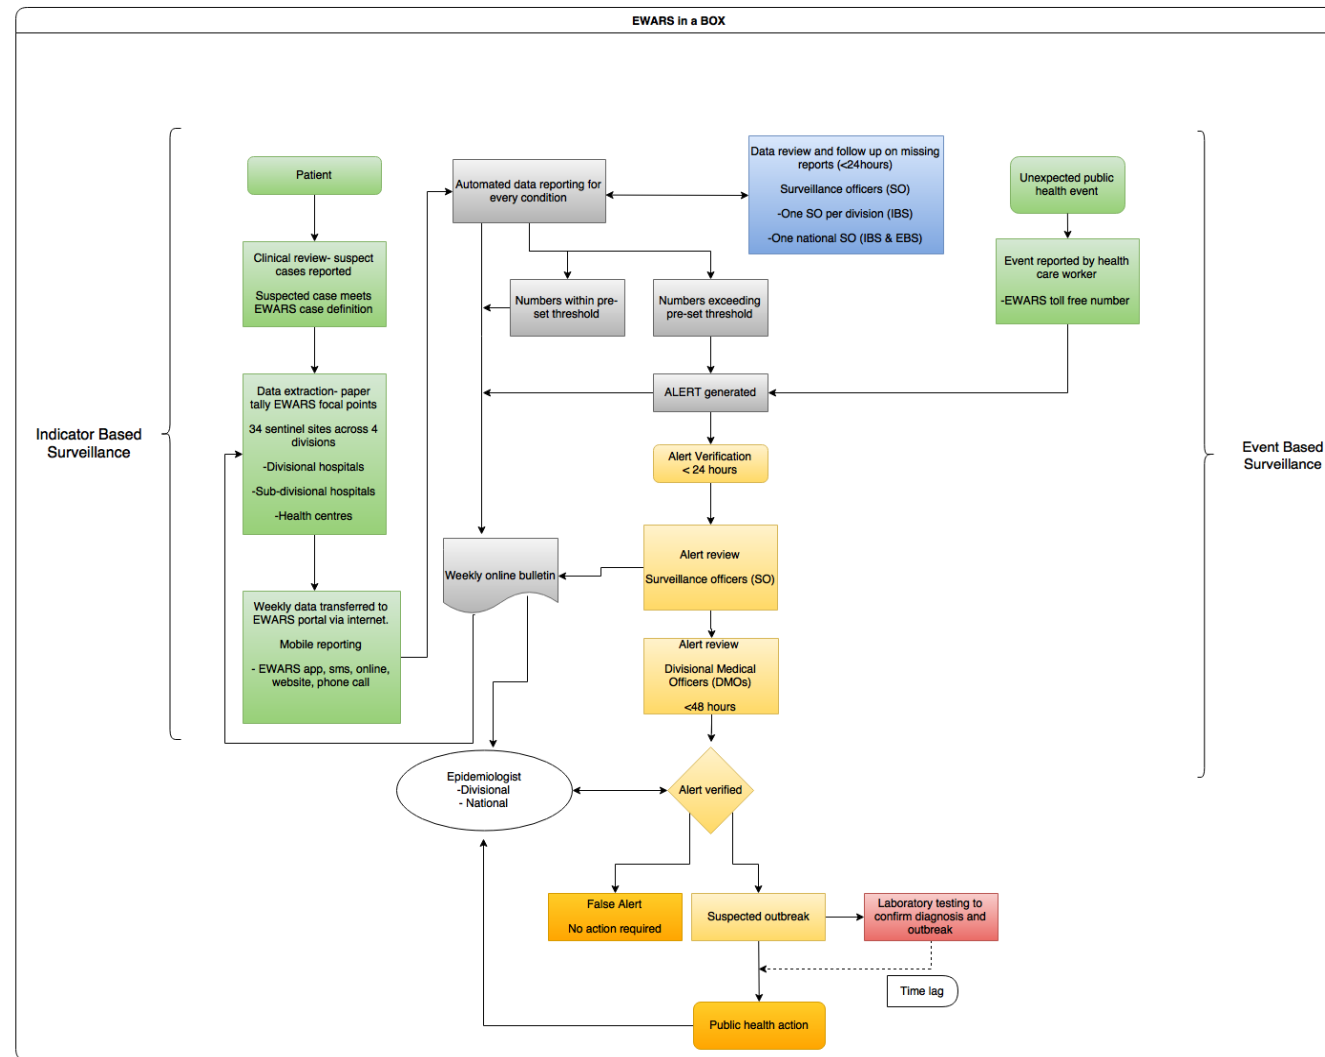 EWARS in a BOX
Patient
Clinical review- suspect
cases reported
Suspected case meets
EWARS case definition
Data extraction- paper
tally EWARS focal points
34 sentinel sites across 4
divisions
-Divisional hospitals
-Sub-divisional hospitals
-Health centres
Weekly data transferred to
EWARS portal via internet.
Mobile reporting
- EWARS app, sms, online,
website, phone call
Indicator Based
Surveillance
Automated data reporting for
every condition
Data review and follow up on missing
reports (<24hours)
Surveillance officers (SO)
-One SO per division (IBS)
-One national SO (IBS & EBS)
Unexpected public
health event
Event reported by health
care worker
-EWARS toll free number
Event Based
Surveillance
Numbers within pre-
set threshold
Numbers exceeding
pre-set threshold
ALERT generated
Alert Verification
< 24 hours
Alert review
Surveillance officers (SO)
Weekly online bulletin
Alert review
Divisional Medical
Officers (DMOs)
<48 hours
Epidemiologist
-Divisional
- National
Alert verified
False Alert
No action required
Suspected outbreak
Laboratory testing to
confirm diagnosis and
outbreak
Time lag
Public health action